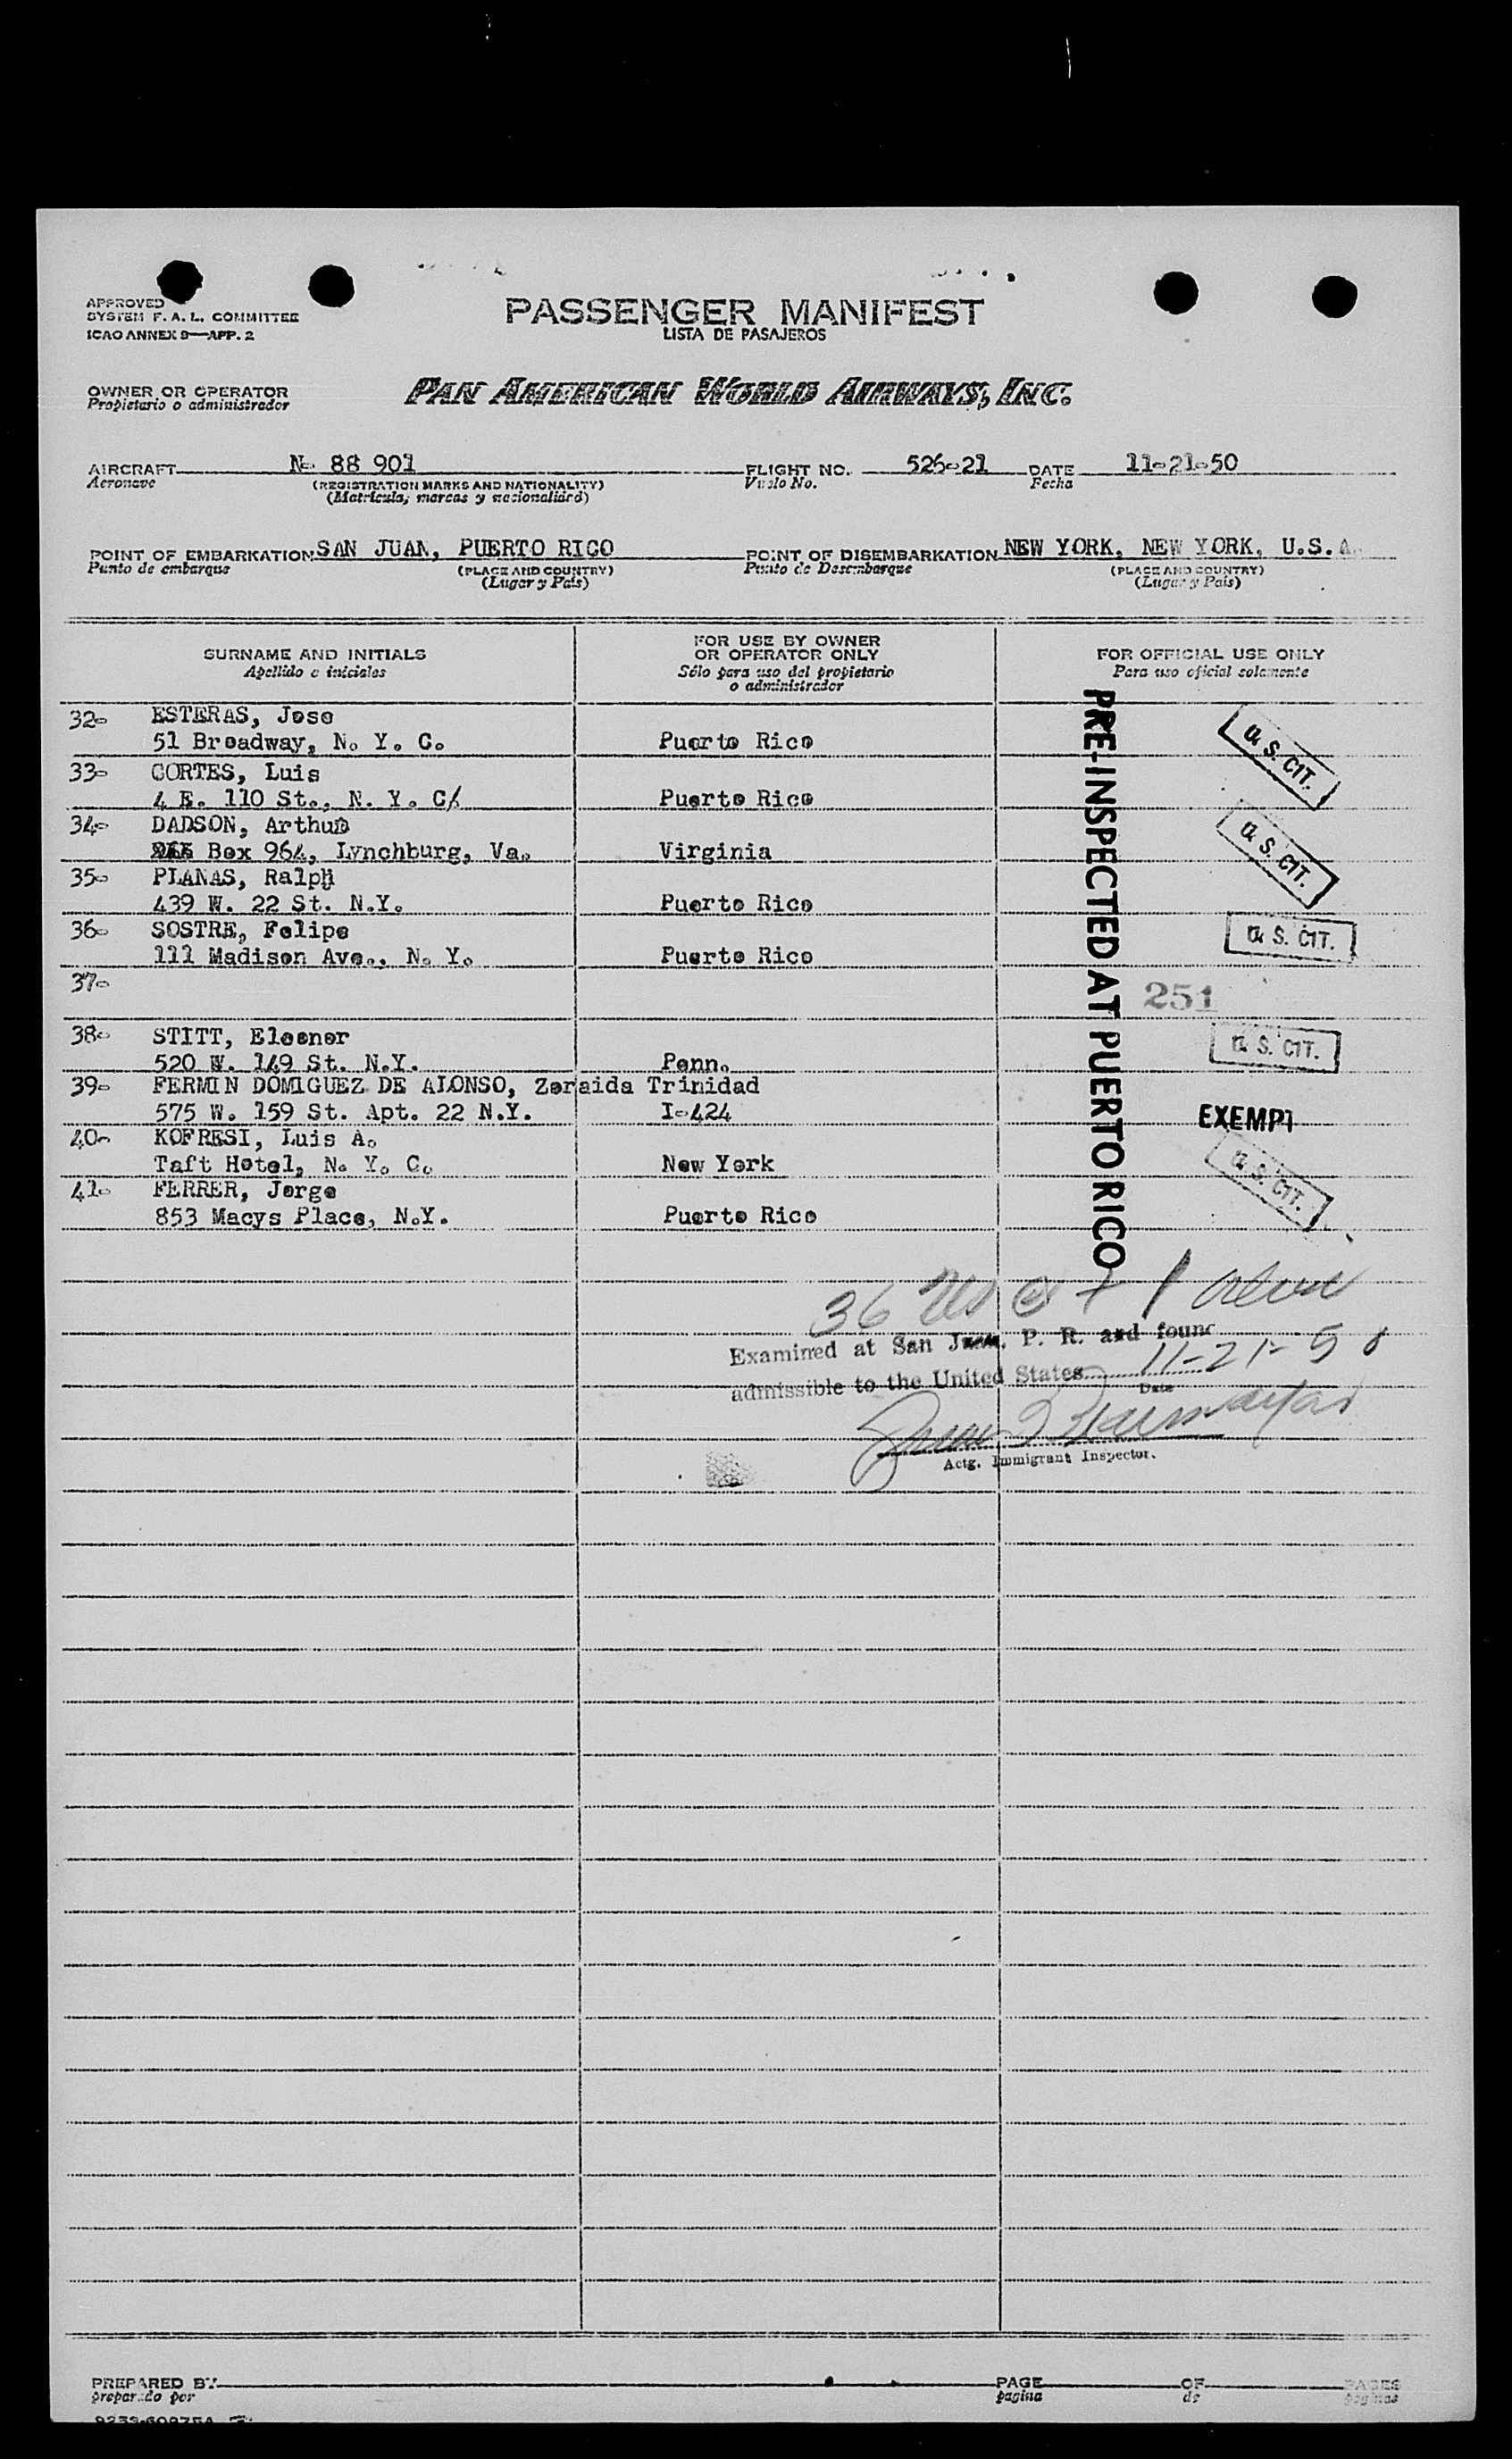 APPROVED
SYSTEM F. A. L. COMMITTEE
ICAO ANNEX 9—APP. 2
PASSENGER MANIFEST
LISTA DE PASAJEROS
OWNER OR OPERATOR
Propietario o administrador
PAN AMERICAN WORLD AIRWAYS, INC.
AIRCRAFT N- 88 901 FLIGHT NO. 526-21 DATE 11-21-50
Aeronave (REGISTRATION MARKS AND NATIONALITY) Vuelo No. Fecha
(Matrícula, marcas y nacionalidad)
POINT OF EMBARKATION SAN JUAN, PUERTO RICO POINT OF DISEMBARKATION NEW YORK, NEW YORK, U.S.A.
Punto de embarque (PLACE AND COUNTRY) Punto de Desembarque (PLACE AND COUNTRY)
(Lugar y País) (Lugar y País)
SURNAME AND INITIALS
Apellido e iniciales
FOR USE BY OWNER
OR OPERATOR ONLY
Sólo para uso del propietario
o administrador
FOR OFFICIAL USE ONLY
Para uso oficial solamente
PRE-INSPECTED AT PUERTO RICO
32- ESTERAS, Jose
51 Broadway, N. Y. C. Puerto Rico U. S. CIT.
33- CORTES, Luis
4 E. 110 St., N. Y. C/ Puerto Rico
34- DADSON, Arthur
Box 964, Lynchburg, Va. Virginia U. S. CIT.
35- PLANAS, Ralph
439 W. 22 St. N.Y. Puerto Rico
36- SOSTRE, Felipe
111 Madison Ave., N. Y. Puerto Rico U. S. CIT.
37- 251
38- STITT, Eleenor
520 W. 149 St. N.Y. Penn. U. S. CIT.
39- FERMIN DOMIGUEZ DE ALONSO, Zoraida Trinidad
575 W. 159 St. Apt. 22 N.Y. I-424 EXEMPT
40- KOFRESI, Luis A.
Taft Hotel, N. Y. C. New York U. S. CIT.
41- FERRER, Jorge
853 Macys Place, N.Y. Puerto Rico
36 + 1 alien
Examined at San Juan, P. R. and found
admissible to the United States 11-21-50
Date
Actg. Immigrant Inspector.
PREPARED BY PAGE OF PAGES
preparado por pagina de paginas